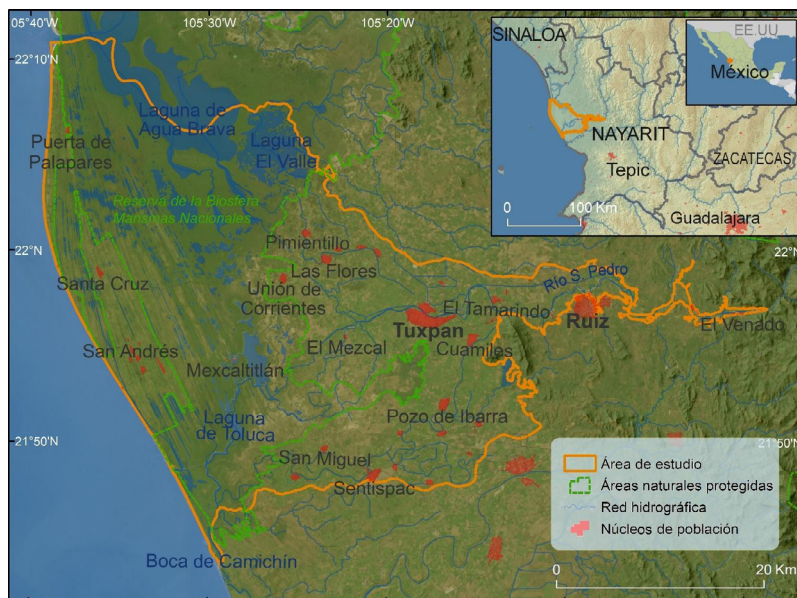 05°40'W
105°30'W
105°20'W
22°10'N
SINALOA
EE.UU
México
NAYARIT
Tepic
ZACATECAS
0 100 Km
Guadalajara
Laguna de
Agua Brava
Laguna
El Valle
Puerta de
Palapares
Reserva de la Biosfera
Marismas Nacionales
22°N
22°N
Pimientillo
Las Flores
Santa Cruz
Unión de
Corrientes
Río S. Pedro
El Tamarindo
Tuxpan
Ruiz
El Venado
San Andrés
El Mezcal
Cuamiles
Mexcaltitlán
Laguna
de Toluca
Pozo de Ibarra
21°50'N
21°50'N
San Miguel
Sentispac
Boca de Camichín
Área de estudio
Áreas naturales protegidas
Red hidrográfica
Núcleos de población
0 20 Km